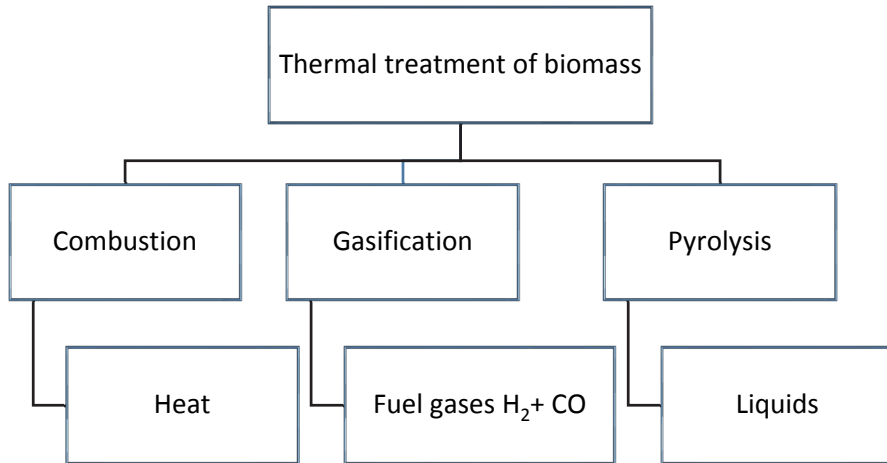 Thermal treatment of biomass
Combustion
Gasification
Pyrolysis
Heat
Fuel gases H₂+ CO
Liquids